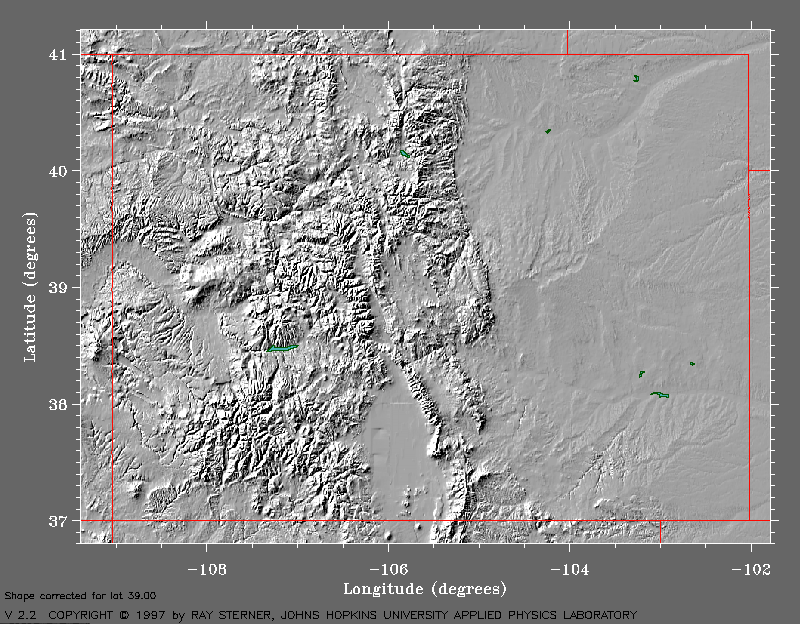 41
40
39
38
37
Latitude (degrees)
-108
-106
-104
-102
Longitude (degrees)
Shape corrected for lat 39.00
V 2.2 COPYRIGHT © 1997 by RAY STERNER, JOHNS HOPKINS UNIVERSITY APPLIED PHYSICS LABORATORY